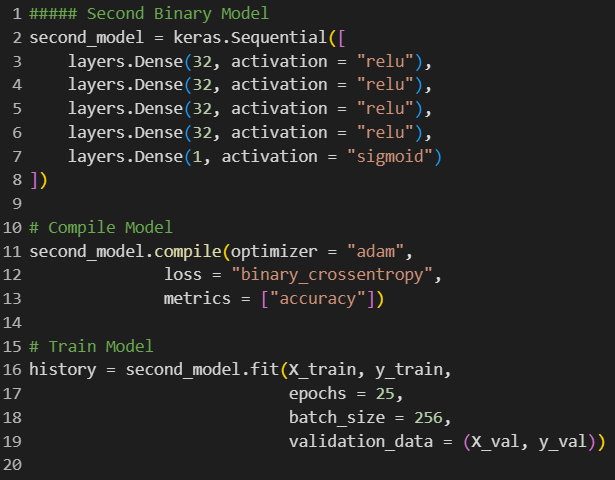 1 ##### Second Binary Model
2 second_model = keras.Sequential([
3     layers.Dense(32, activation = "relu"),
4     layers.Dense(32, activation = "relu"),
5     layers.Dense(32, activation = "relu"),
6     layers.Dense(32, activation = "relu"),
7     layers.Dense(1, activation = "sigmoid")
8 ])
9
10 # Compile Model
11 second_model.compile(optimizer = "adam",
12               loss = "binary_crossentropy",
13               metrics = ["accuracy"])
14
15 # Train Model
16 history = second_model.fit(X_train, y_train,
17                            epochs = 25,
18                            batch_size = 256,
19                            validation_data = (X_val, y_val))
20